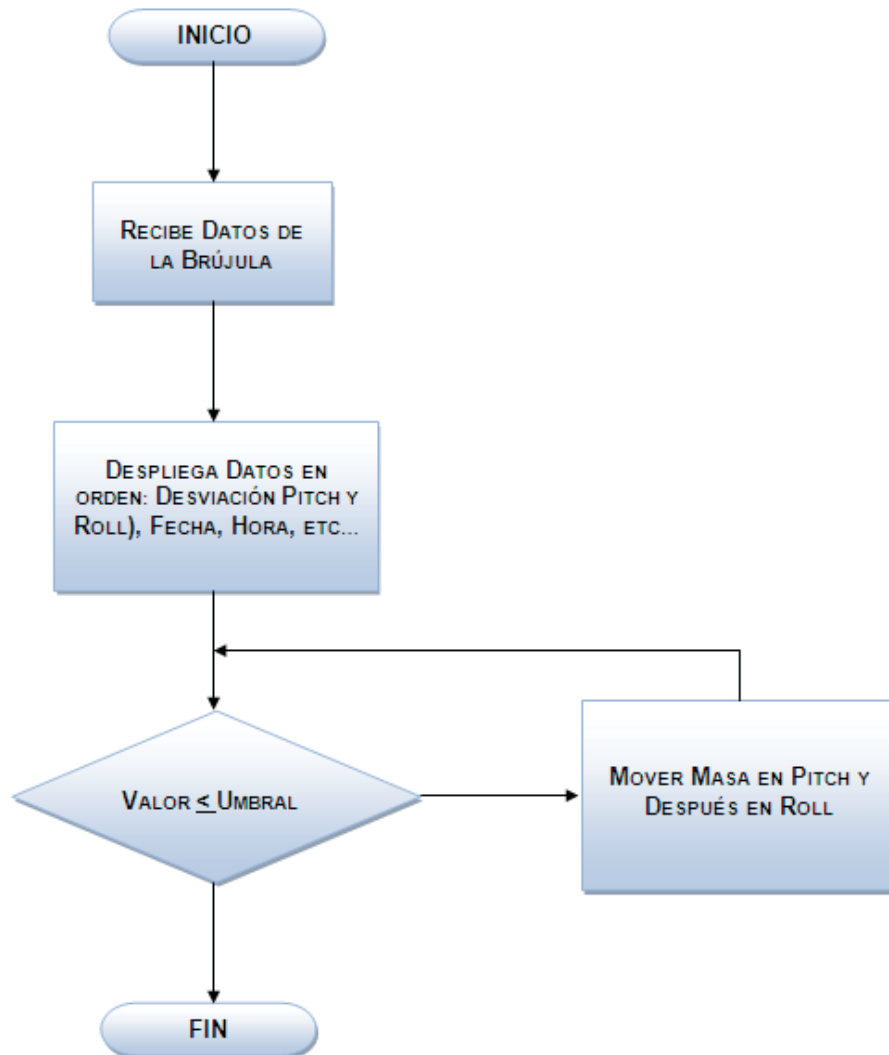 INICIO
RECIBE DATOS DE
LA BRÚJULA
DESPLIEGA DATOS EN
ORDEN: DESVIACIÓN PITCH Y
ROLL), FECHA, HORA, ETC...
VALOR < UMBRAL
MOVER MASA EN PITCH Y
DESPUÉS EN ROLL
FIN